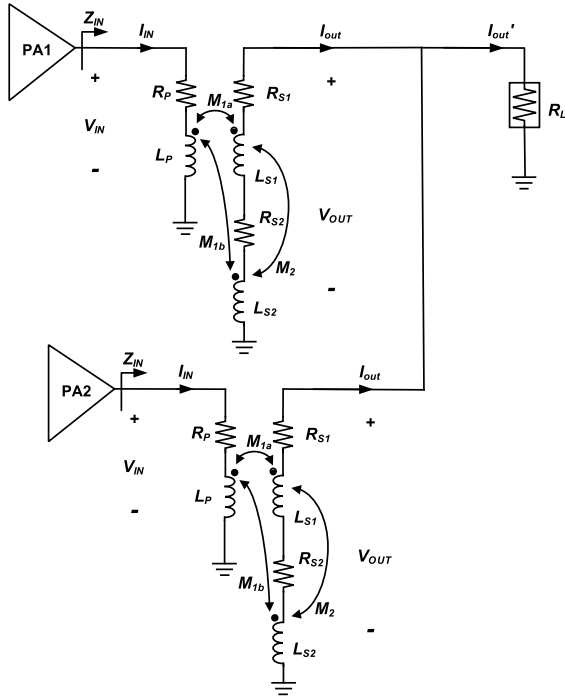 Z_IN I_IN I_out I_out'
PA1
+ +
R_P M_1a R_S1 R_L
V_IN
- L_P L_S1
R_S2 V_OUT
M_1b
M_2 -
L_S2
Z_IN I_IN I_out
PA2
+ +
R_P M_1a R_S1
V_IN
- L_P L_S1
R_S2 V_OUT
M_1b
M_2
L_S2 -